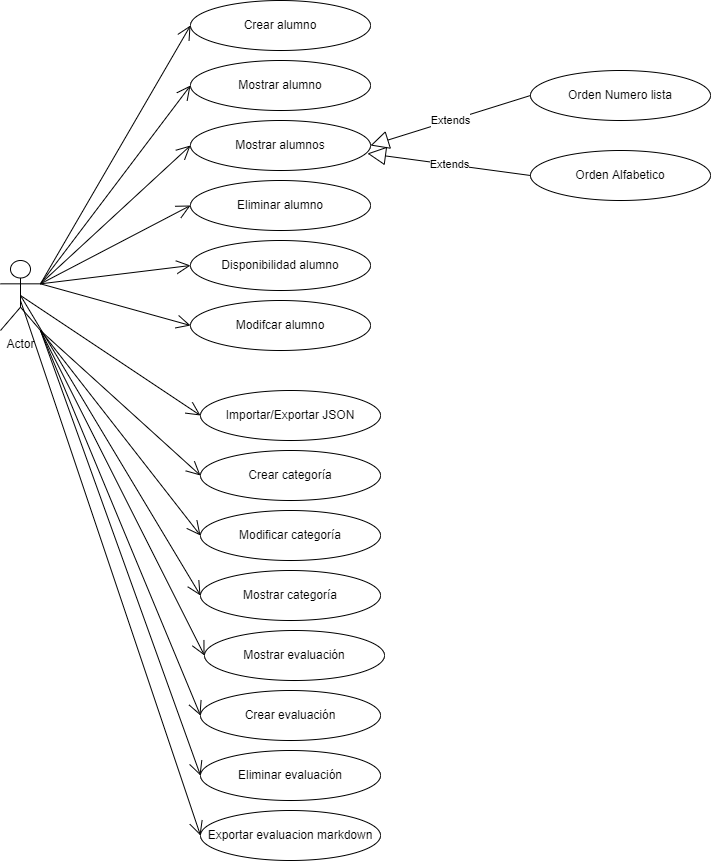 Crear alumno
Mostrar alumno
Orden Numero lista
Extends
Mostrar alumnos
Extends
Orden Alfabetico
Eliminar alumno
Disponibilidad alumno
Modifcar alumno
Actor
Importar/Exportar JSON
Crear categoría
Modificar categoría
Mostrar categoría
Mostrar evaluación
Crear evaluación
Eliminar evaluación
Exportar evaluacion markdown